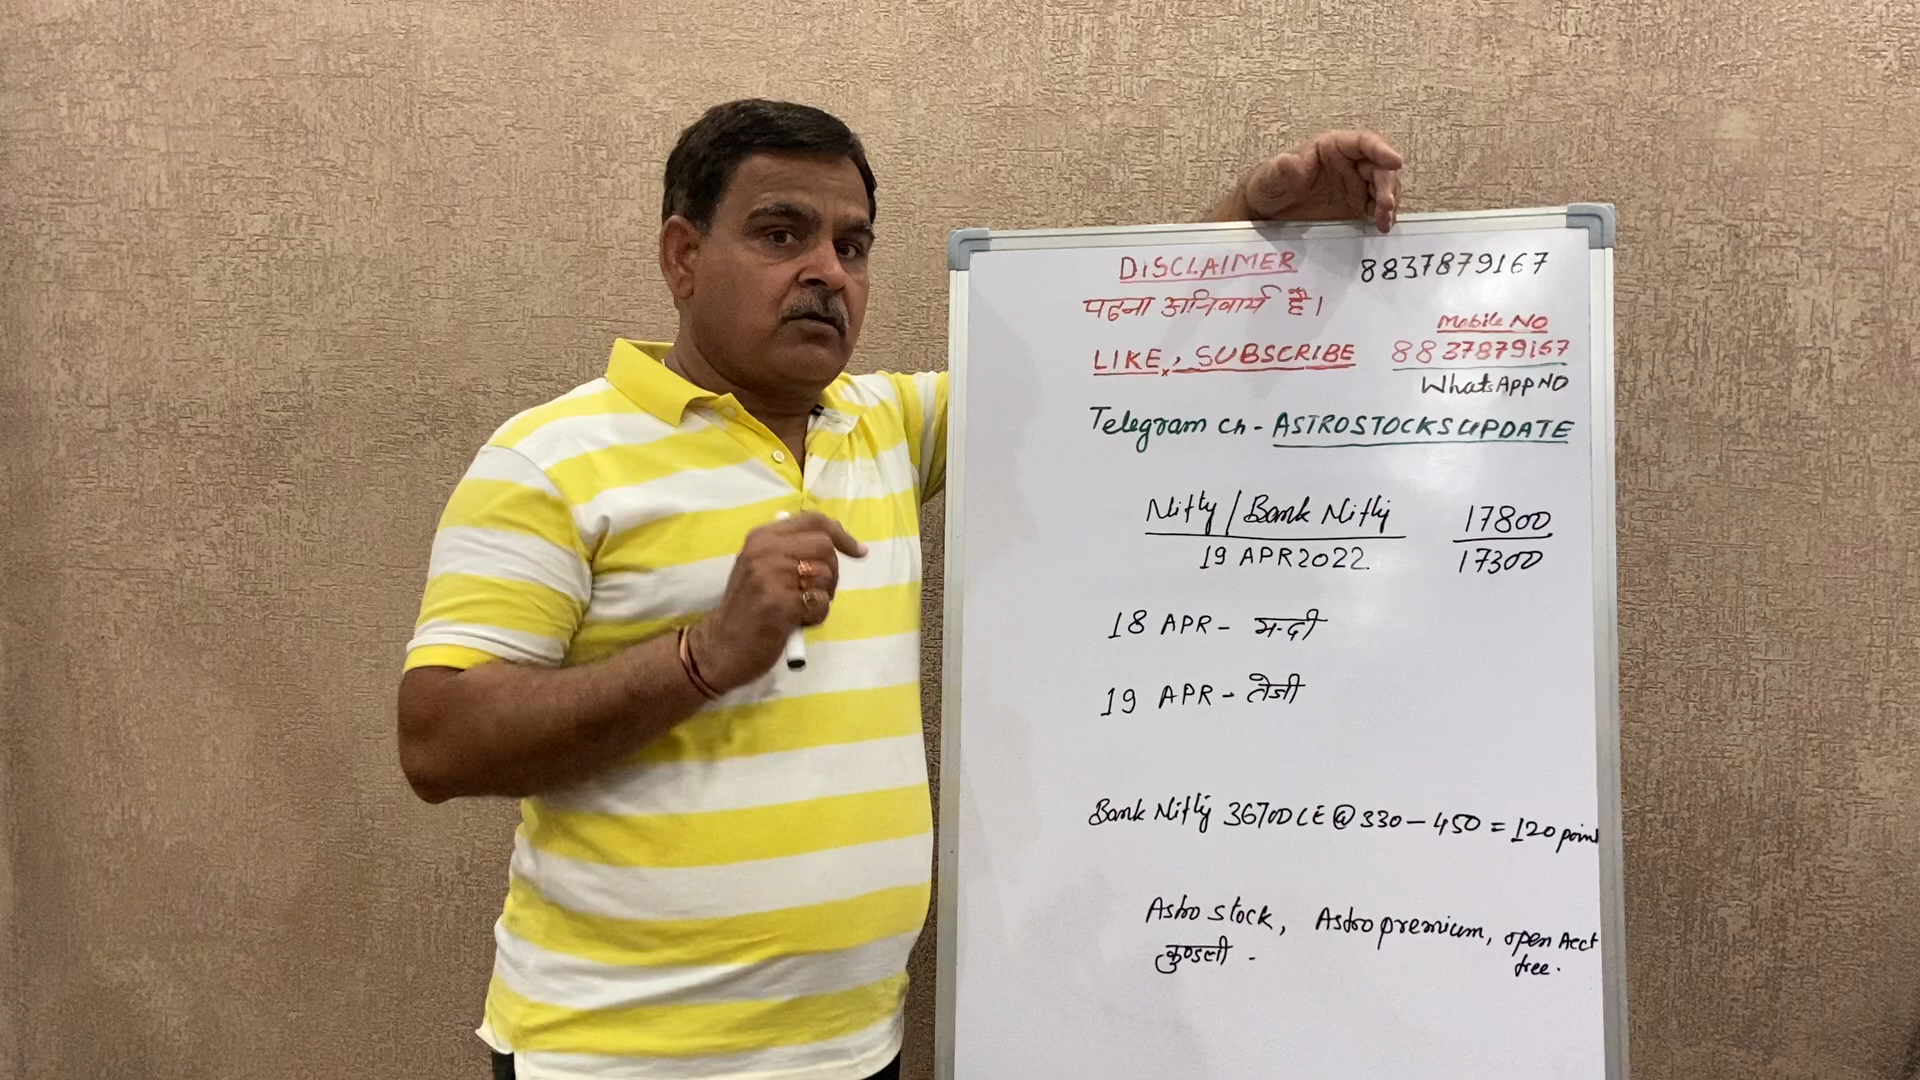 DISCLAIMER 8837879167
पढना अनिवार्य है।
Mobile NO
LIKE, SUBSCRIBE 8837879167
WhatsAPP NO
Telegram ch - ASTROSTOCKSUPDATE
Nifty / Bank Nifty 17800
19 APR 2022. 17300
18 APR - मन्दी
19 APR - तेजी
Bank Nifty 36700 CE @ 330 - 450 = 120 point
Astro stock, Astro premium, open Acct
कुण्डली - free.